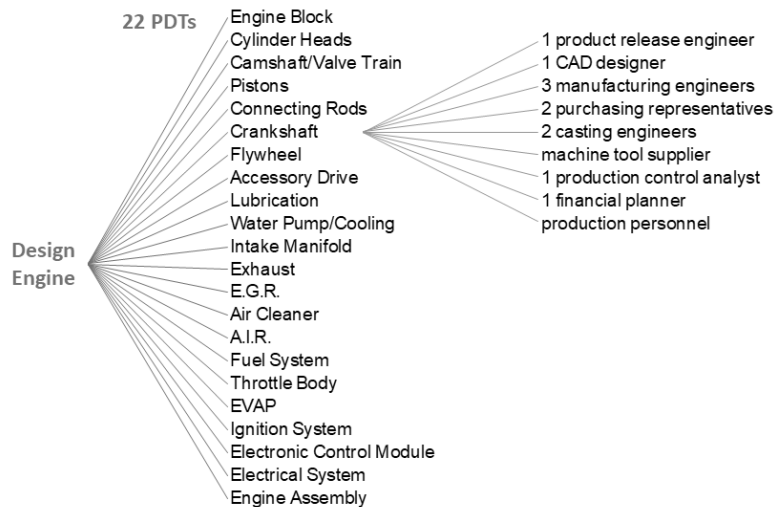 22 PDTs
Design
Engine
Engine Block
Cylinder Heads
Camshaft/Valve Train
Pistons
Connecting Rods
Crankshaft
Flywheel
Accessory Drive
Lubrication
Water Pump/Cooling
Intake Manifold
Exhaust
E.G.R.
Air Cleaner
A.I.R.
Fuel System
Throttle Body
EVAP
Ignition System
Electronic Control Module
Electrical System
Engine Assembly
1 product release engineer
1 CAD designer
3 manufacturing engineers
2 purchasing representatives
2 casting engineers
machine tool supplier
1 production control analyst
1 financial planner
production personnel